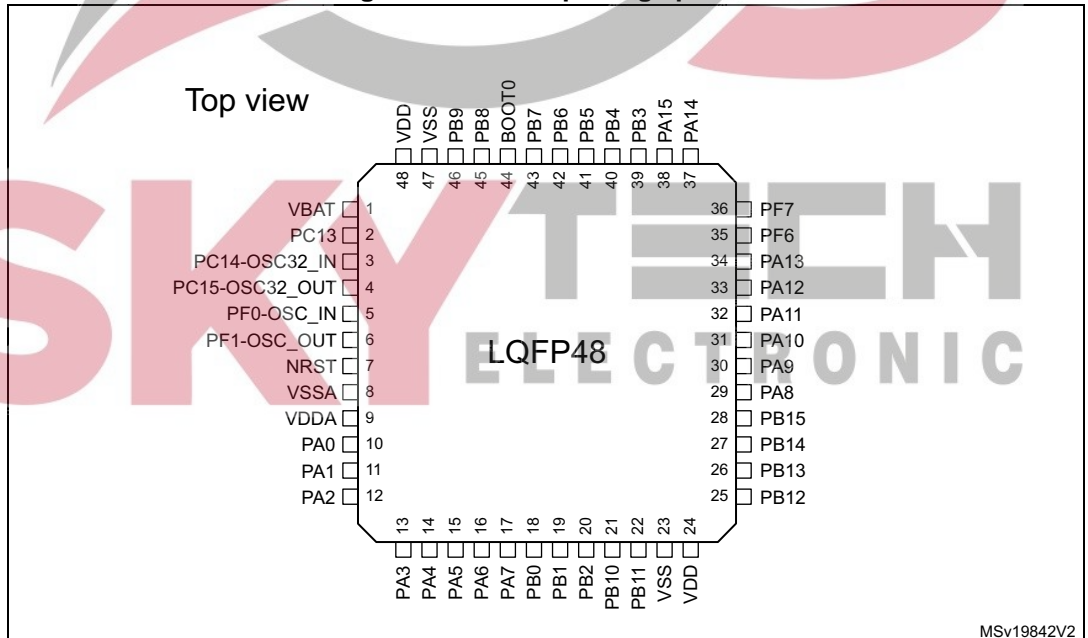 Top view
VDD
VSS
PB9
PB8
BOOT0
PB7
PB6
PB5
PB4
PB3
PA15
PA14
48
47
46
45
44
43
42
41
40
39
38
37
VBAT 1
PC13 2
PC14-OSC32_IN 3
PC15-OSC32_OUT 4
PF0-OSC_IN 5
PF1-OSC_OUT 6
NRST 7
VSSA 8
VDDA 9
PA0 10
PA1 11
PA2 12
36 PF7
35 PF6
34 PA13
33 PA12
32 PA11
31 PA10
30 PA9
29 PA8
28 PB15
27 PB14
26 PB13
25 PB12
LQFP48
SKYTECH
ELECTRONIC
13
14
15
16
17
18
19
20
21
22
23
24
PA3
PA4
PA5
PA6
PA7
PB0
PB1
PB2
PB10
PB11
VSS
VDD
MSv19842V2